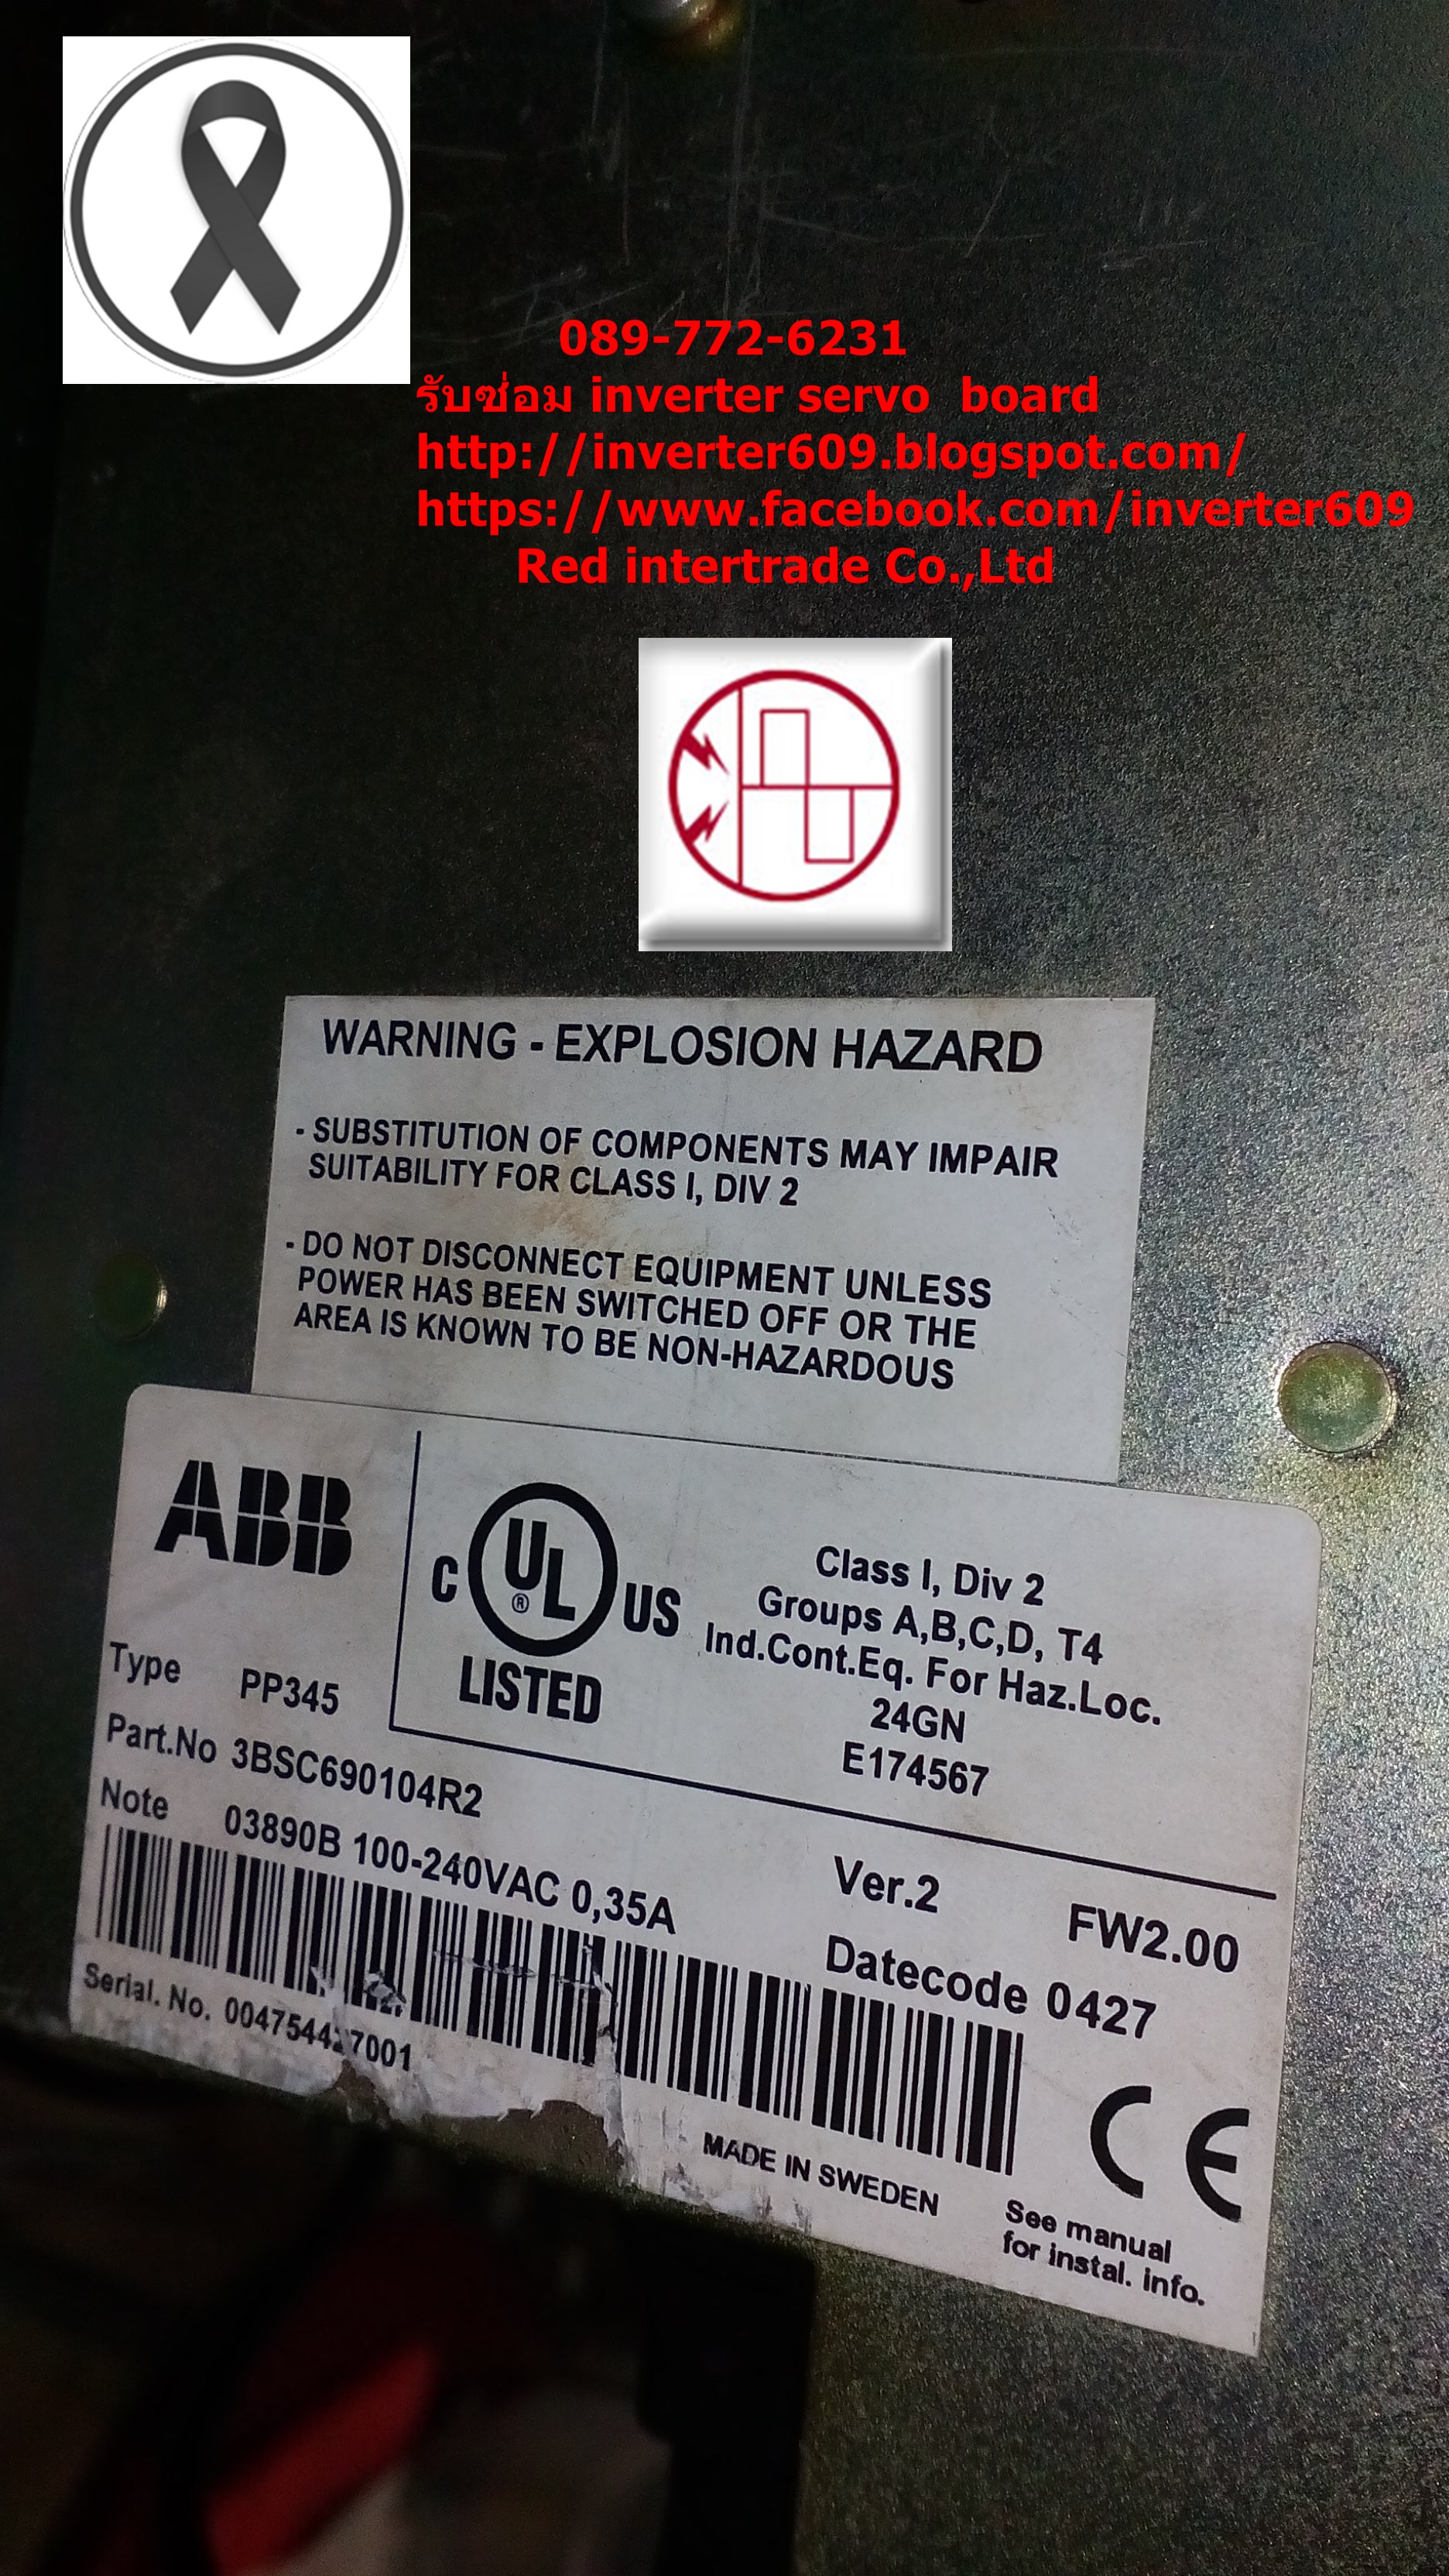 089-772-6231
รับซ่อม inverter servo  board
http://inverter609.blogspot.com/
https://www.facebook.com/inverter609
Red intertrade Co.,Ltd
WARNING - EXPLOSION HAZARD
- SUBSTITUTION OF COMPONENTS MAY IMPAIR
SUITABILITY FOR CLASS I, DIV 2
- DO NOT DISCONNECT EQUIPMENT UNLESS
POWER HAS BEEN SWITCHED OFF OR THE
AREA IS KNOWN TO BE NON-HAZARDOUS
ABB
C UL ® US
LISTED
Class I, Div 2
Groups A,B,C,D, T4
Ind.Cont.Eq. For Haz.Loc.
24GN
E174567
Type PP345
Part.No 3BSC690104R2
Note 03890B 100-240VAC 0,35A
Ver.2 FW2.00
Datecode 0427
Serial. No.
MADE IN SWEDEN
CE
See manual
for instal. info.